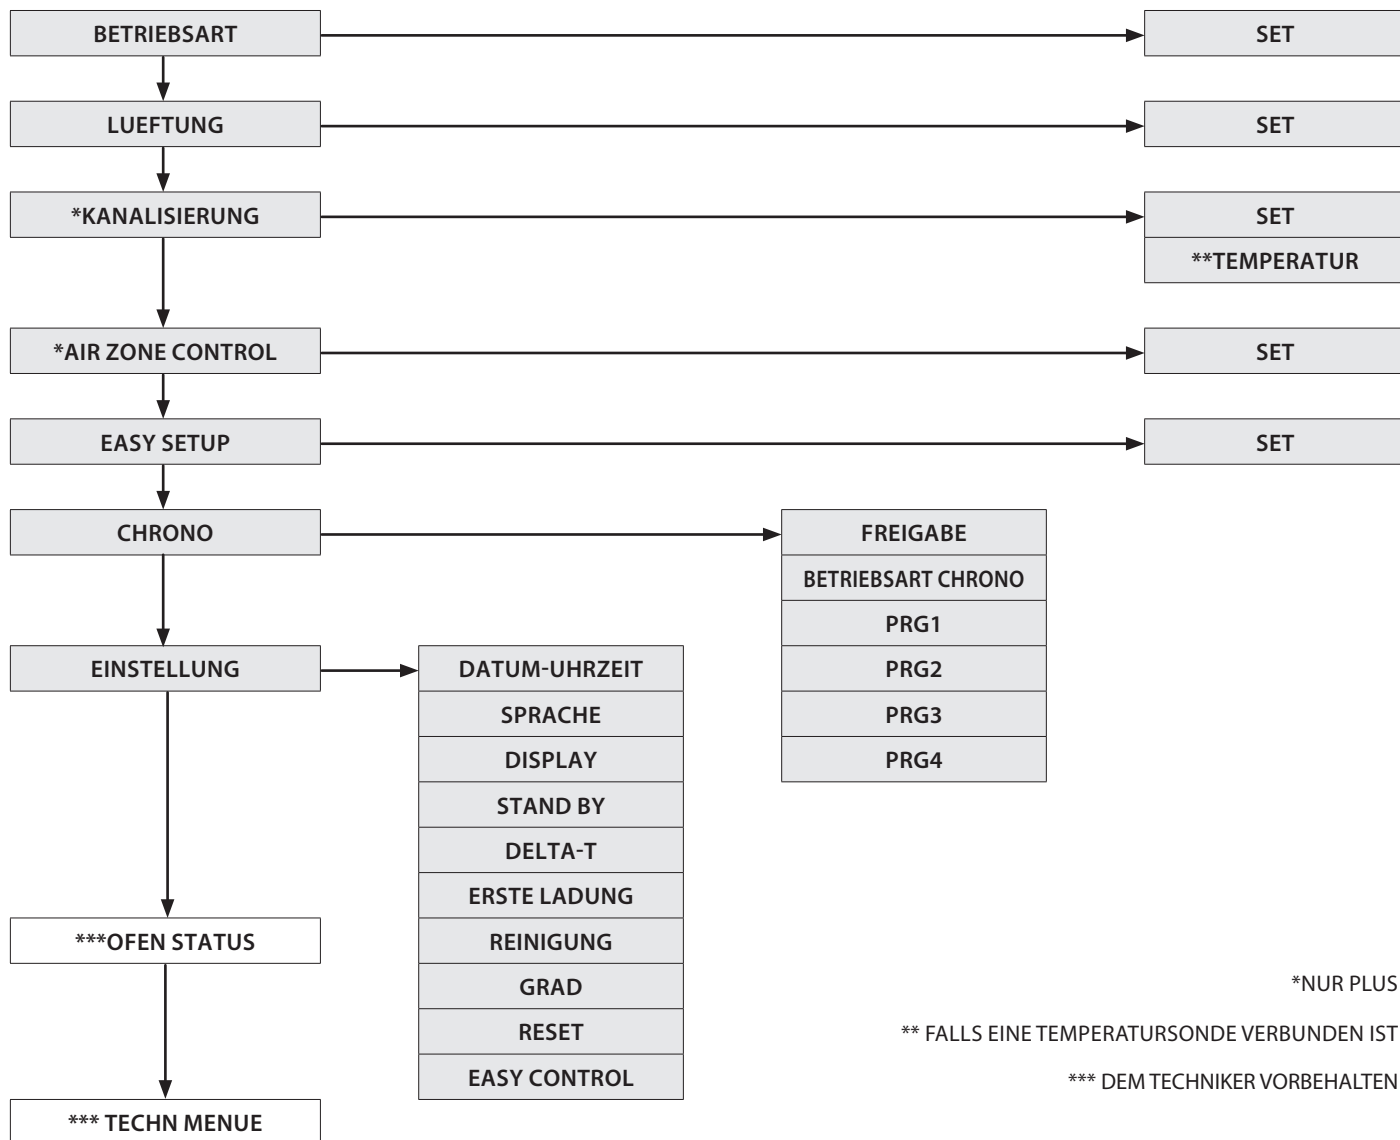 BETRIEBSART
SET
LUEFTUNG
SET
*KANALISIERUNG
SET
**TEMPERATUR
*AIR ZONE CONTROL
SET
EASY SETUP
SET
CHRONO
FREIGABE
BETRIEBSART CHRONO
PRG1
PRG2
PRG3
PRG4
EINSTELLUNG
DATUM-UHRZEIT
SPRACHE
DISPLAY
STAND BY
DELTA-T
ERSTE LADUNG
REINIGUNG
GRAD
RESET
EASY CONTROL
***OFEN STATUS
*** TECHN MENUE
*NUR PLUS
** FALLS EINE TEMPERATURSONDE VERBUNDEN IST
*** DEM TECHNIKER VORBEHALTEN